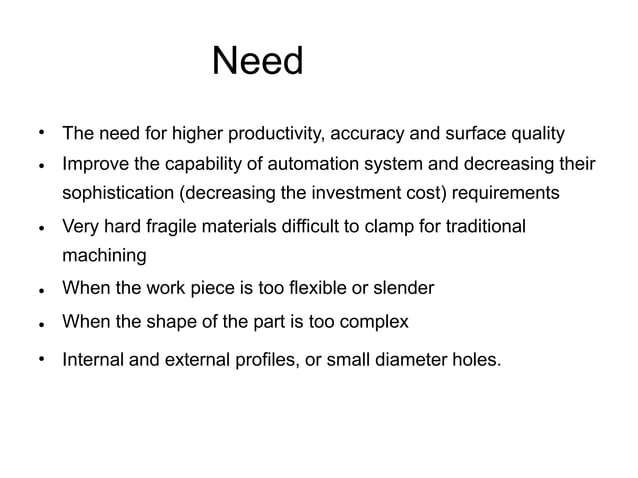 Need
• The need for higher productivity, accuracy and surface quality
• Improve the capability of automation system and decreasing their
sophistication (decreasing the investment cost) requirements
• Very hard fragile materials difficult to clamp for traditional
machining
• When the work piece is too flexible or slender
• When the shape of the part is too complex
• Internal and external profiles, or small diameter holes.